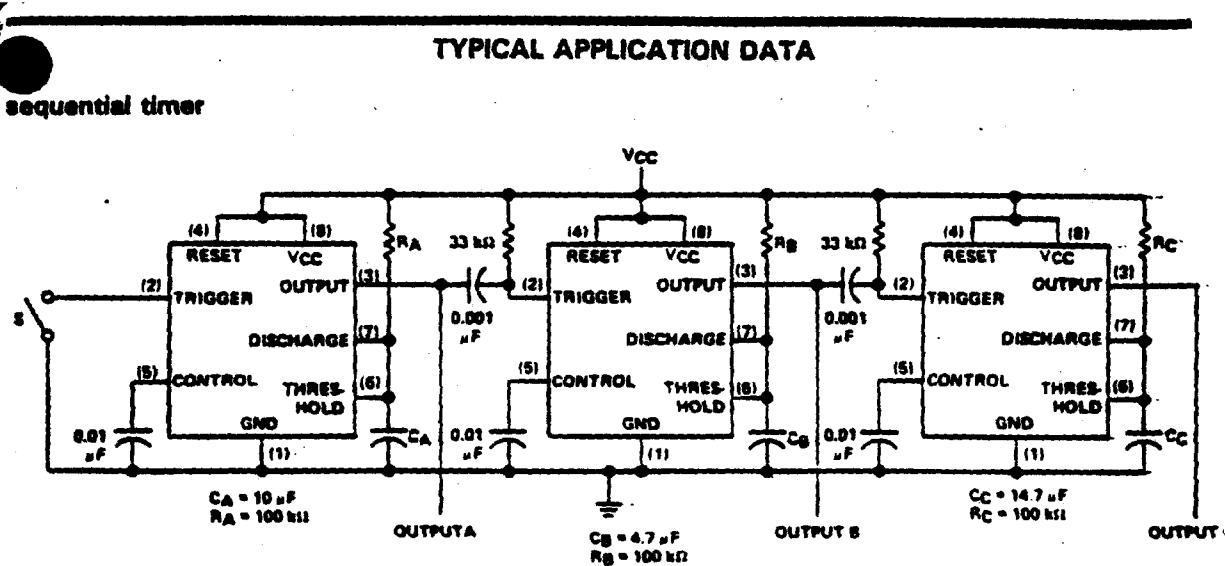 TYPICAL APPLICATION DATA
sequential timer
VCC
(4)
(8)
RESET
VCC
RA
33 kΩ
(2)
TRIGGER
OUTPUT
(3)
S
0.001
μF
DISCHARGE
(7)
(5)
CONTROL
THRES-
HOLD
(6)
GND
(1)
0.01
μF
CA
CA = 10 μF
RA = 100 kΩ
OUTPUT A
(4)
(8)
RESET
VCC
RB
33 kΩ
(2)
TRIGGER
OUTPUT
(3)
0.001
μF
DISCHARGE
(7)
(5)
CONTROL
THRES-
HOLD
(6)
GND
(1)
0.01
μF
CB
CB = 4.7 μF
RB = 100 kΩ
OUTPUT B
(4)
(8)
RESET
VCC
RC
(2)
TRIGGER
OUTPUT
(3)
DISCHARGE
(7)
(5)
CONTROL
THRES-
HOLD
(6)
GND
(1)
0.01
μF
CC
CC = 14.7 μF
RC = 100 kΩ
OUTPUT